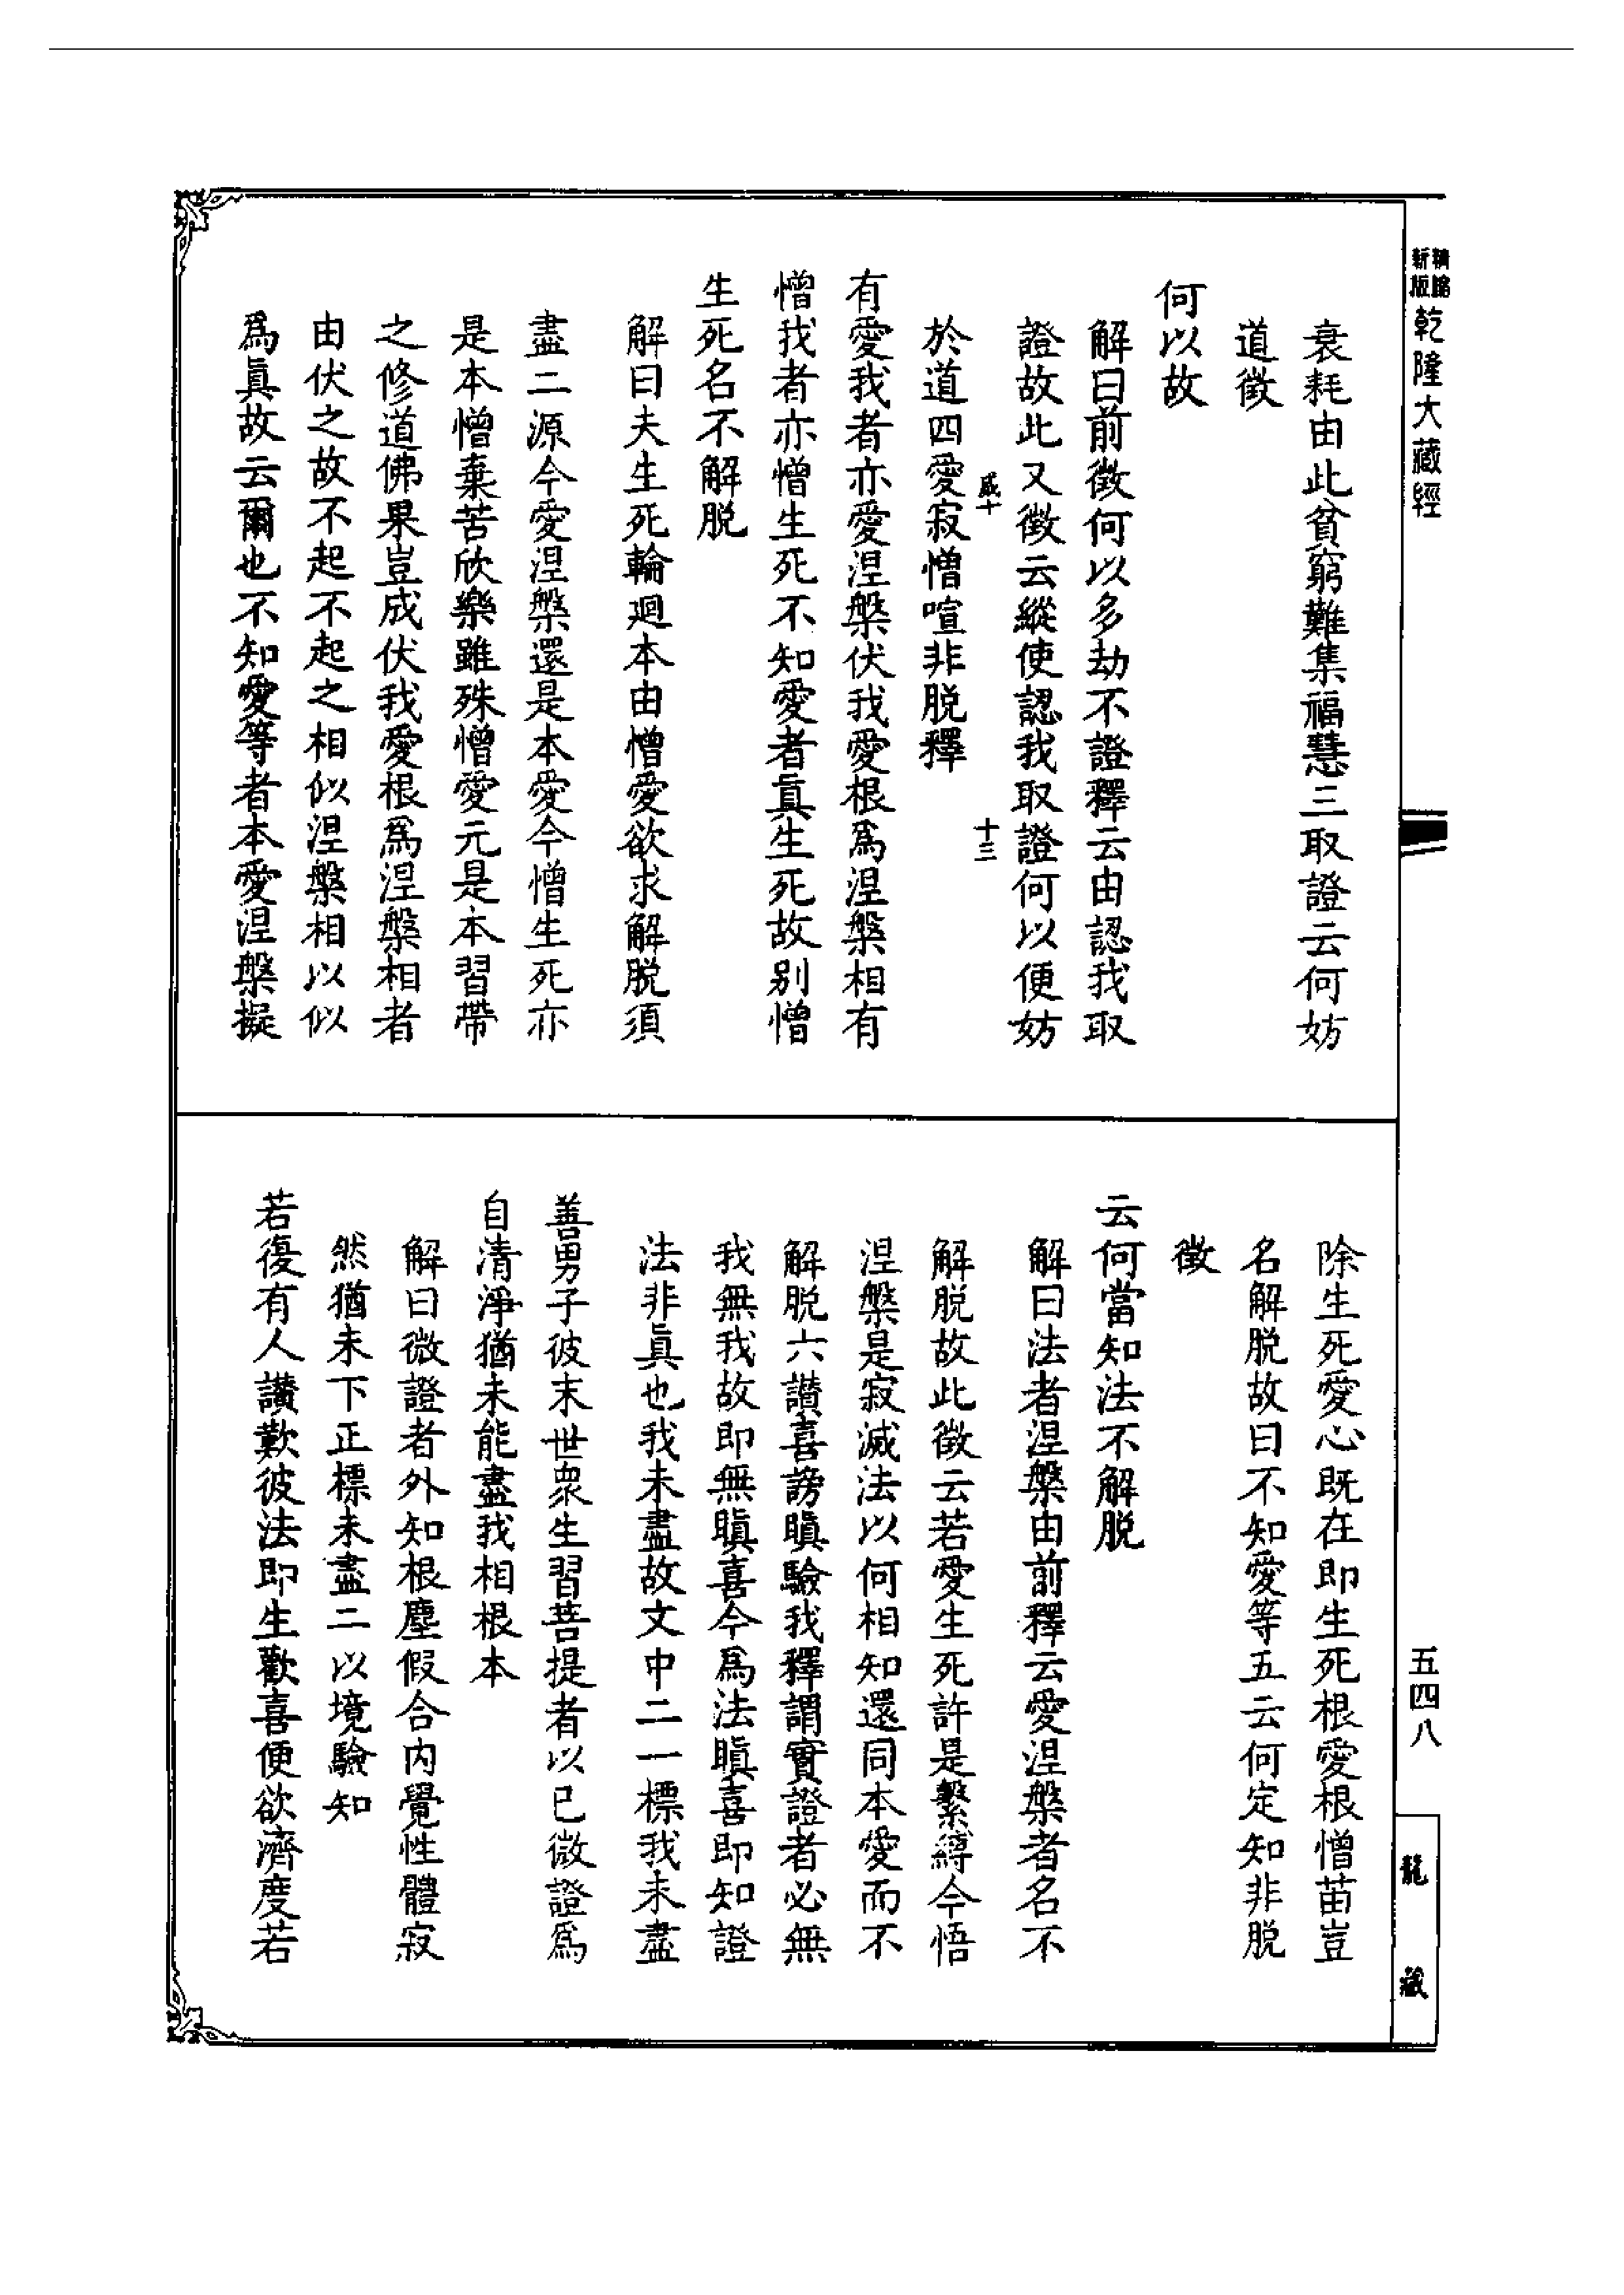 精縮
新版
乾隆大藏經
五四八
龍藏
衰耗由此貧窮難集福慧三取證云何妨
道徵
何以故
解曰前徵何以多劫不證釋云由認我取
證故此又徵云縱使認我取證何以便妨
咸十
十三
於道四愛寂憎喧非脫釋
有愛我者亦愛涅槃伏我愛根爲涅槃相有
憎我者亦憎生死不知愛者眞生死故別憎
生死名不解脫
解曰夫生死輪迴本由憎愛欲求解脫須
盡二源今愛涅槃還是本愛今憎生死亦
是本憎棄苦欣樂雖殊憎愛元是本習帶
之修道佛果豈成伏我愛根爲涅槃相者
由伏之故不起不起之相似涅槃相以似
爲眞故云爾也不知愛等者本愛涅槃擬
除生死愛心既在即生死根愛根憎苗豈
名解脫故曰不知愛等五云何定知非脫
徵
云何當知法不解脫
解曰法者涅槃由前釋云愛涅槃者名不
解脫故此徵云若愛生死許是繫縛今悟
涅槃是寂滅法以何相知還同本愛而不
解脫六讃喜謗瞋驗我釋謂實證者必無
我無我故即無瞋喜今爲法瞋喜即知證
法非眞也我未盡故文中二一標我未盡
善男子彼末世衆生習菩提者以已微證爲
自清淨猶未能盡我相根本
解曰微證者外知根塵假合內覺性體寂
然猶未下正標未盡二以境驗知
若復有人讃歎彼法即生歡喜便欲濟度若